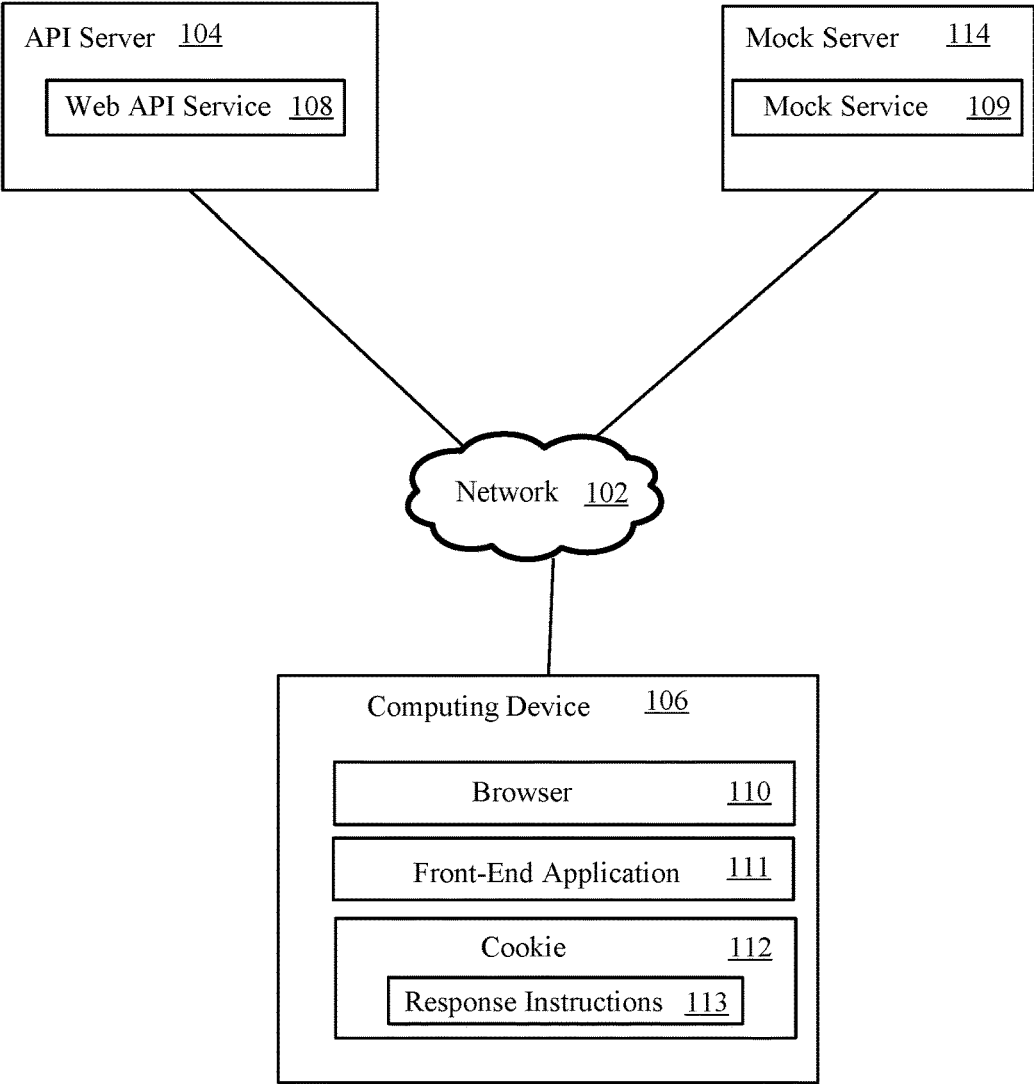 API Server 104
Web API Service 108
Mock Server 114
Mock Service 109
Network 102
Computing Device 106
Browser 110
Front-End Application 111
Cookie 112
Response Instructions 113